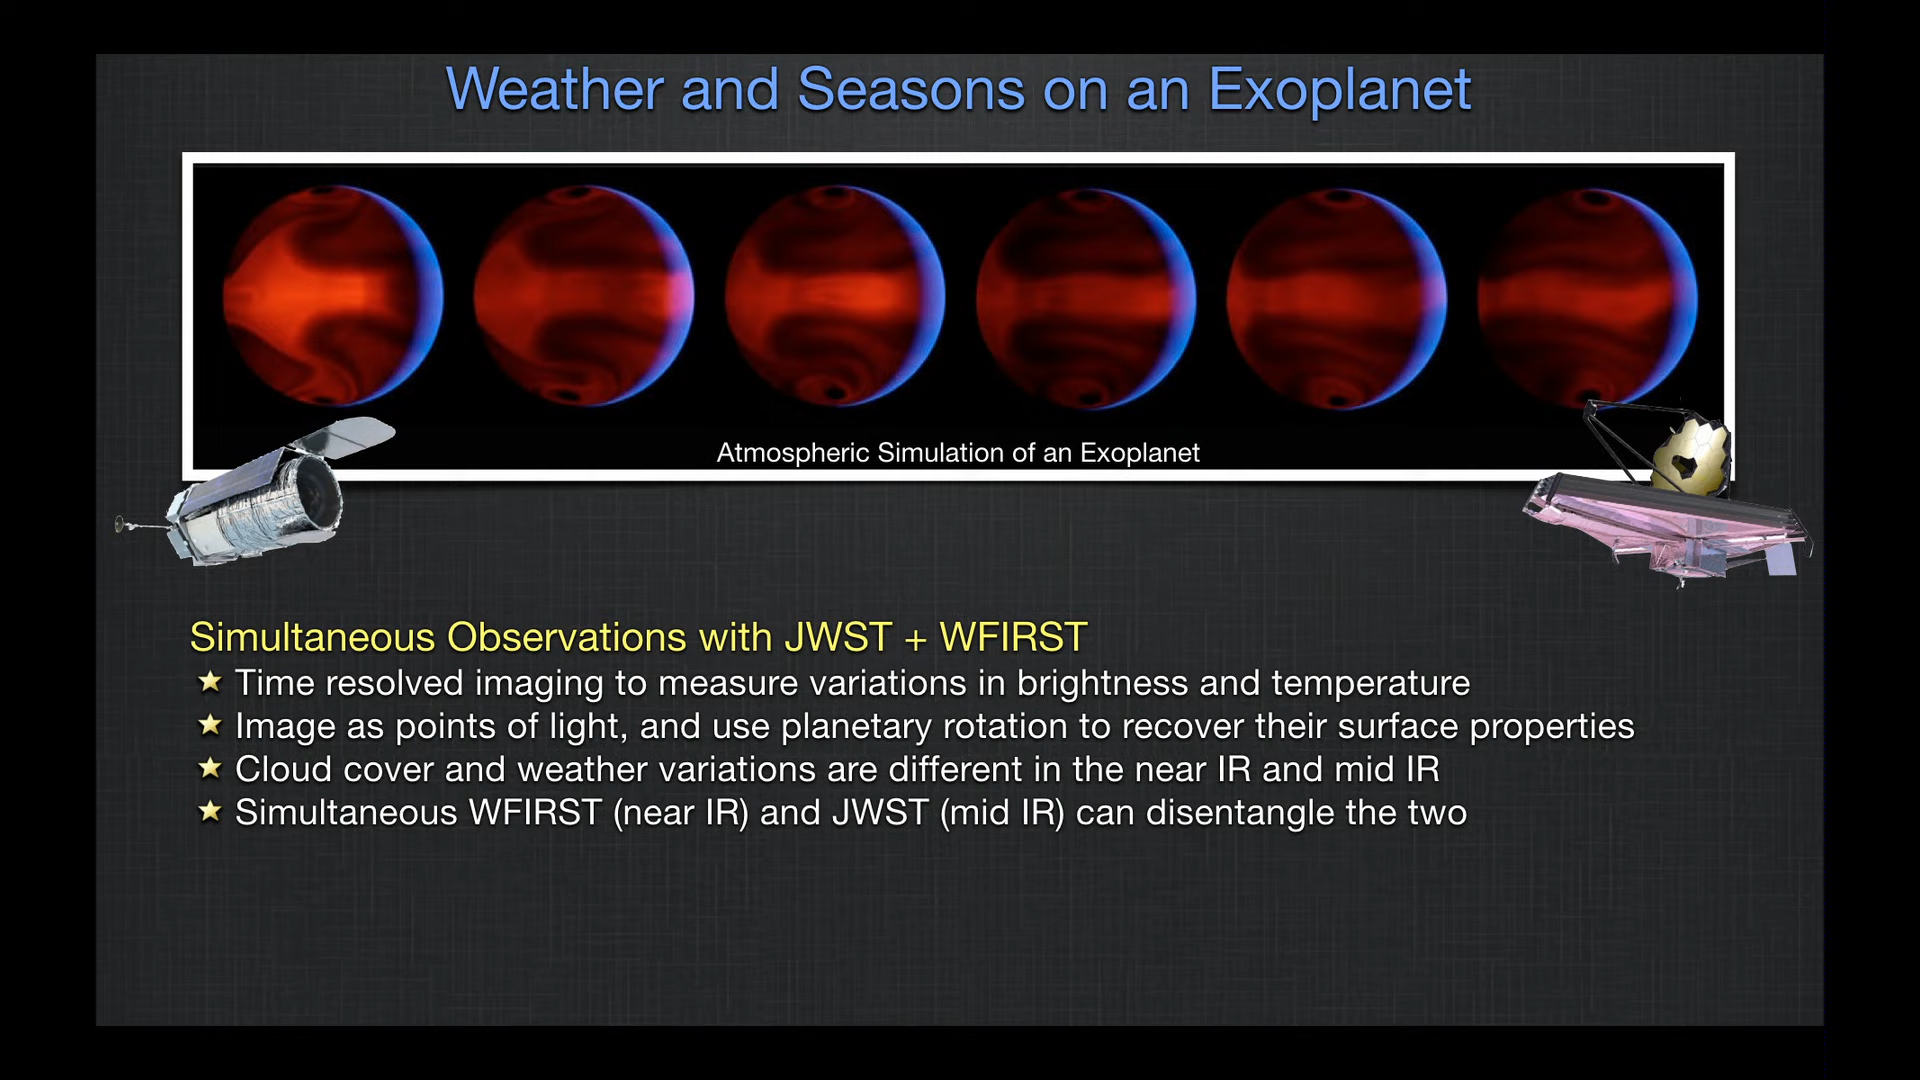 Weather and Seasons on an Exoplanet
Atmospheric Simulation of an Exoplanet
Simultaneous Observations with JWST + WFIRST
Time resolved imaging to measure variations in brightness and temperature
Image as points of light, and use planetary rotation to recover their surface properties
Cloud cover and weather variations are different in the near IR and mid IR
Simultaneous WFIRST (near IR) and JWST (mid IR) can disentangle the two